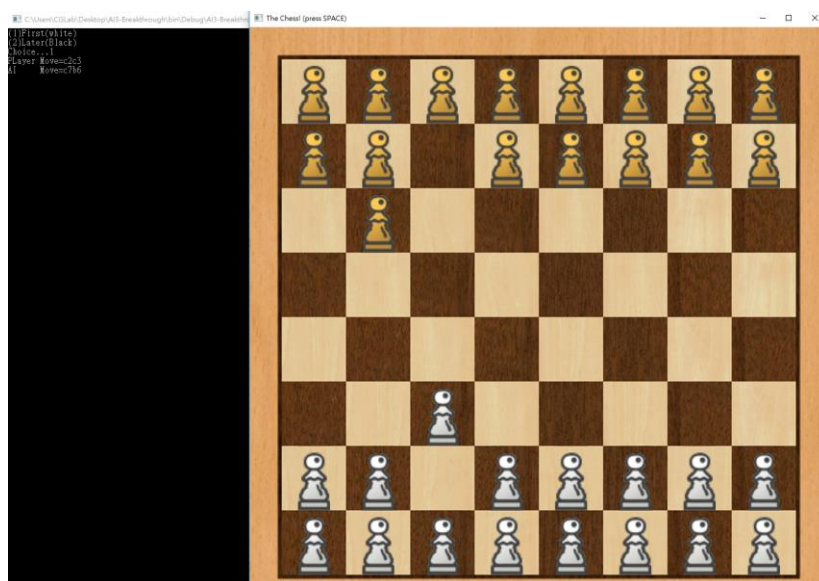 C:\Users\CGLab\Desktop\AI3-Breakthrough\bin\Debug\AI3-Breakthr
The Chess! (press SPACE)
(1)First(white)
(2)Later(Black)
Choice...1
PLayer Move=c2c3
AI Move=c7b6